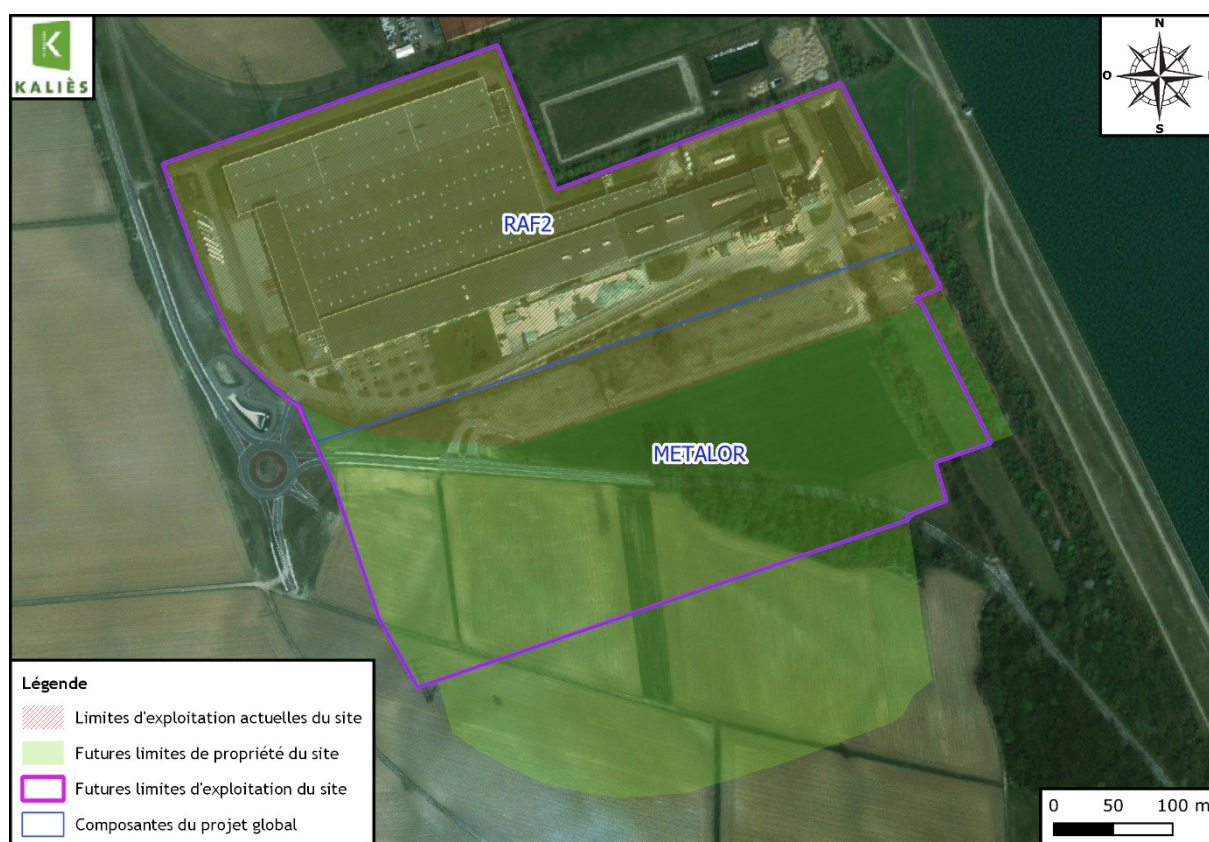 KALIÈS
N
O
S
RAF2
METALOR
Légende
Limites d'exploitation actuelles du site
Futures limites de propriété du site
Futures limites d'exploitation du site
Composantes du projet global
0 50 100 m